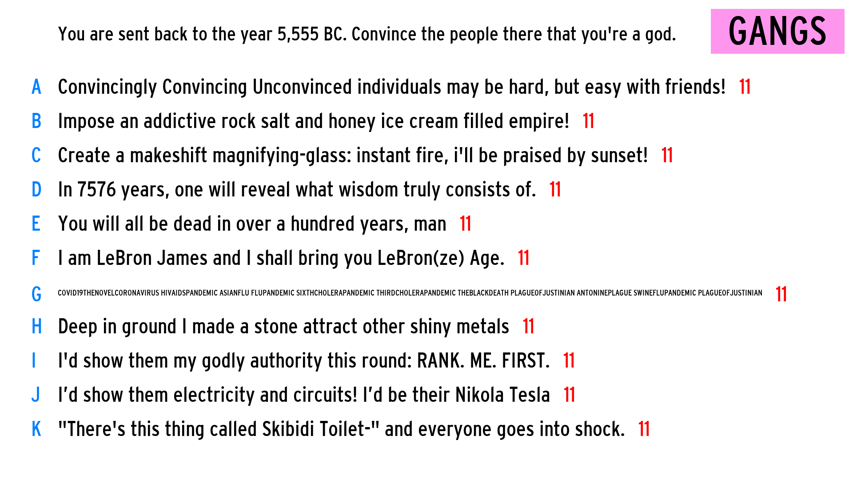 You are sent back to the year 5,555 BC. Convince the people there that you're a god.
GANGS
A Convincingly Convincing Unconvinced individuals may be hard, but easy with friends! 11
B Impose an addictive rock salt and honey ice cream filled empire! 11
C Create a makeshift magnifying-glass: instant fire, i'll be praised by sunset! 11
D In 7576 years, one will reveal what wisdom truly consists of. 11
E You will all be dead in over a hundred years, man 11
F I am LeBron James and I shall bring you LeBron(ze) Age. 11
G COVID19THENOVELCORONAVIRUS HIVAIDSPANDEMIC ASIANFLU FLUPANDEMIC SIXTHCHOLERAPANDEMIC THIRDCHOLERAPANDEMIC THEBLACKDEATH PLAGUEOFJUSTINIAN ANTONINEPLAGUE SWINEFLUPANDEMIC PLAGUEOFJUSTINIAN 11
H Deep in ground I made a stone attract other shiny metals 11
I I'd show them my godly authority this round: RANK. ME. FIRST. 11
J I’d show them electricity and circuits! I’d be their Nikola Tesla 11
K "There's this thing called Skibidi Toilet-" and everyone goes into shock. 11